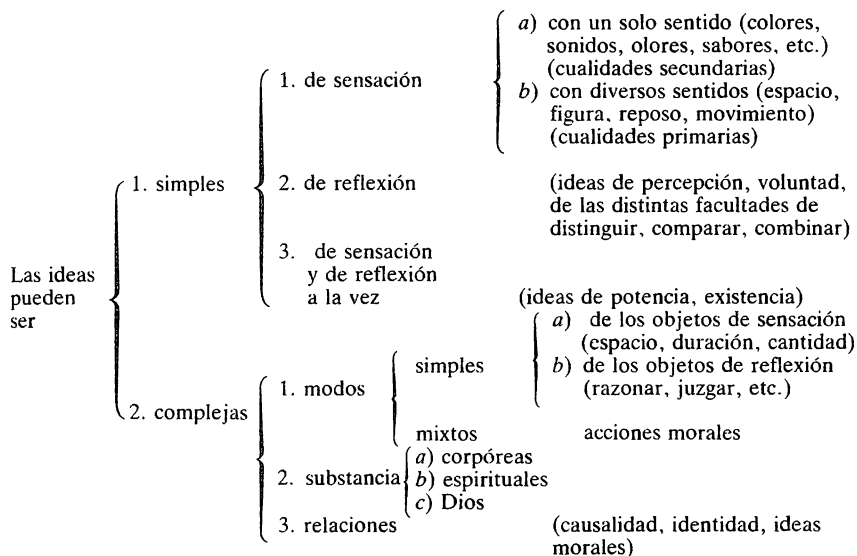 a) con un solo sentido (colores,
sonidos, olores, sabores, etc.)
(cualidades secundarias)
1. de sensación
b) con diversos sentidos (espacio,
figura, reposo, movimiento)
(cualidades primarias)
1. simples
2. de reflexión
(ideas de percepción, voluntad,
de las distintas facultades de
distinguir, comparar, combinar)
3. de sensación
y de reflexión
a la vez
(ideas de potencia, existencia)
Las ideas
pueden
ser
2. complejas
1. modos
simples
a) de los objetos de sensación
(espacio, duración, cantidad)
b) de los objetos de reflexión
(razonar, juzgar, etc.)
mixtos
acciones morales
2. substancia
a) corpóreas
b) espirituales
c) Dios
3. relaciones
(causalidad, identidad, ideas
morales)